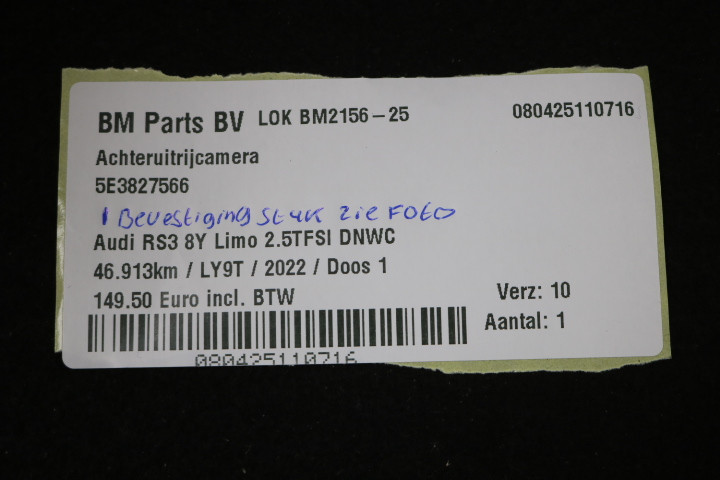 BM Parts BV LOK BM2156-25 080425110716
Achteruitrijcamera
5E3827566
1 Bevestiging stuk zie Foto
Audi RS3 8Y Limo 2.5TFSI DNWC
46.913km / LY9T / 2022 / Doos 1
149.50 Euro incl. BTW Verz: 10
Aantal: 1
080425110716